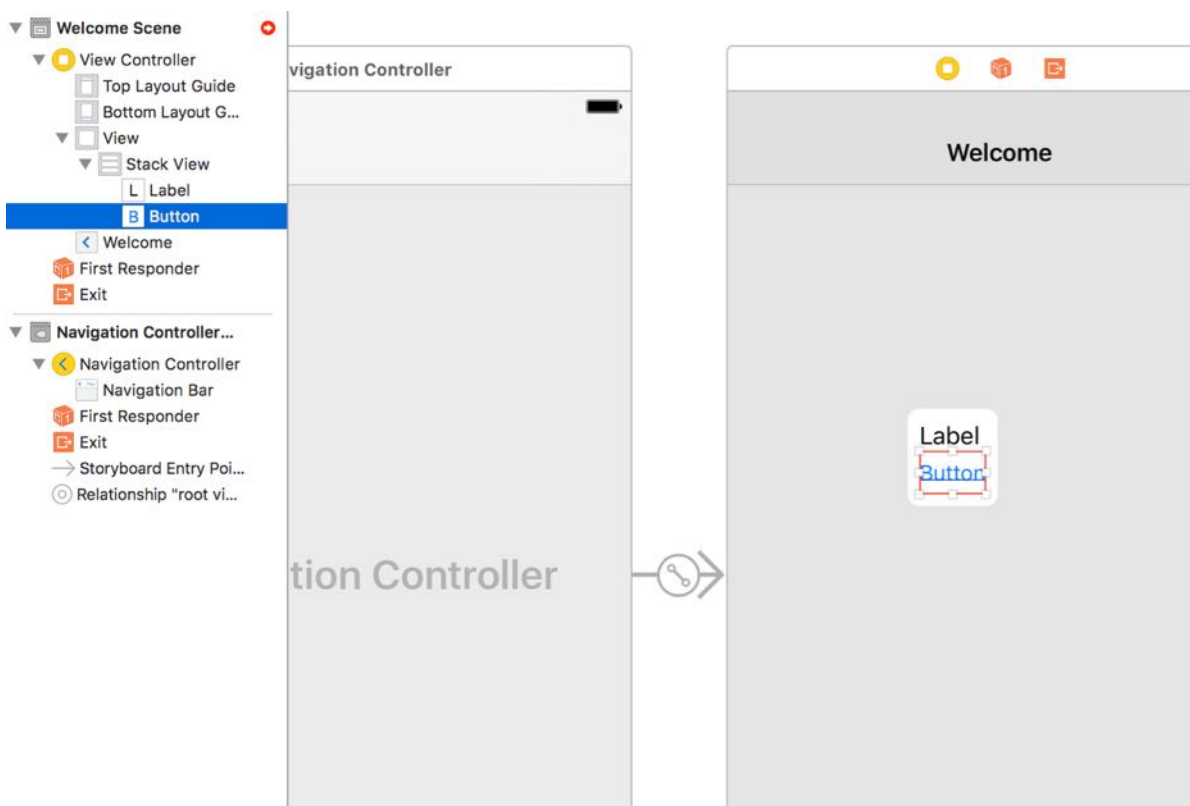 Welcome Scene
View Controller
Top Layout Guide
Bottom Layout G...
View
Stack View
L Label
B Button
Welcome
First Responder
Exit
Navigation Controller...
Navigation Controller
Navigation Bar
First Responder
Exit
Storyboard Entry Poi...
Relationship "root vi...
vigation Controller
tion Controller
Welcome
Label
Button